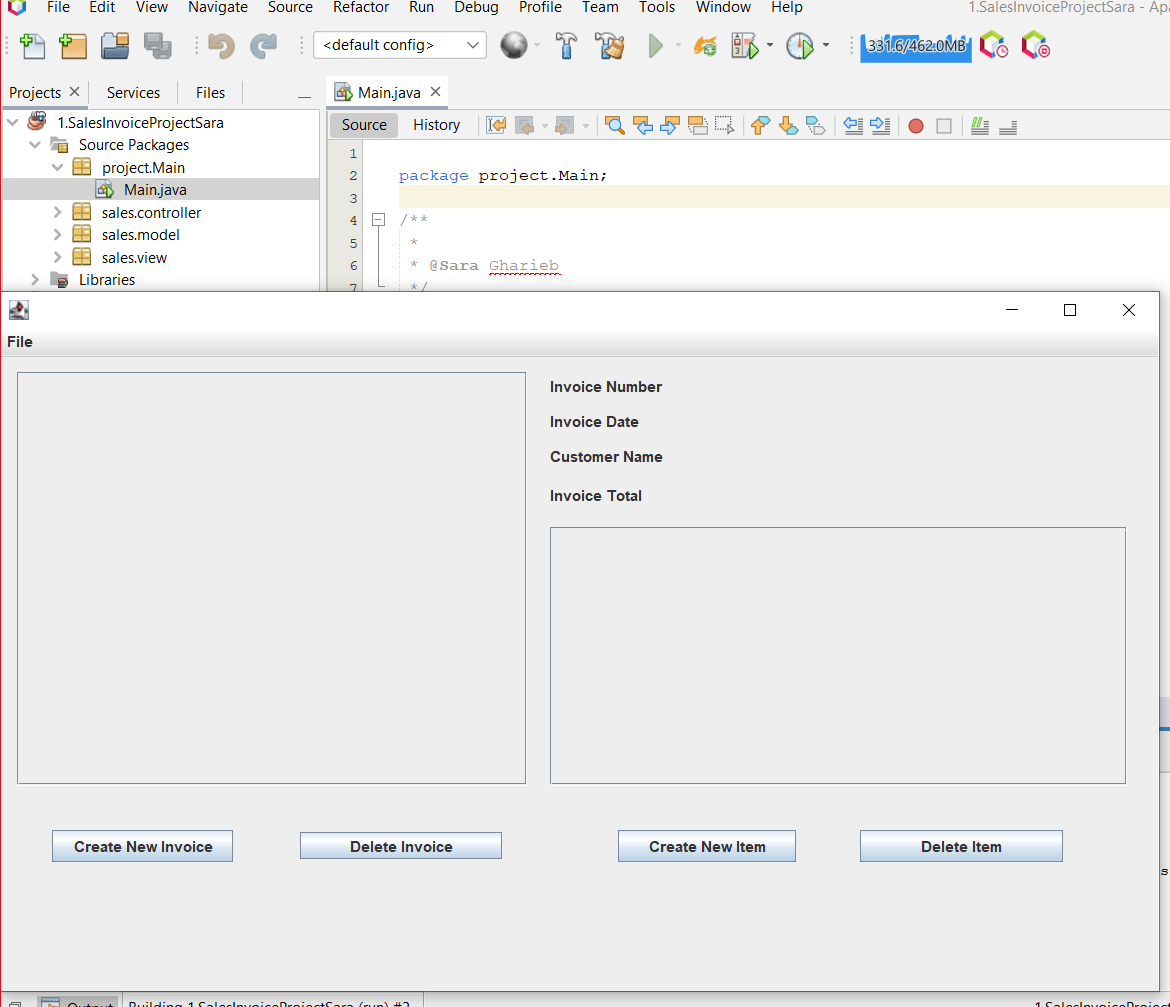 File Edit View Navigate Source Refactor Run Debug Profile Team Tools Window Help 1.SalesInvoiceProjectSara - Apa
<default config> 331.6/462.0MB
Projects Services Files Main.java
1.SalesInvoiceProjectSara
Source Packages
project.Main
Main.java
sales.controller
sales.model
sales.view
Libraries
Source History
1
2 package project.Main;
3
4 /**
5 *
6 * @Sara Gharieb
7 */
File
Invoice Number
Invoice Date
Customer Name
Invoice Total
Create New Invoice Delete Invoice Create New Item Delete Item
s
Output Building 1.SalesInvoiceProjectSara (run) #2 1.SalesInvoiceProject